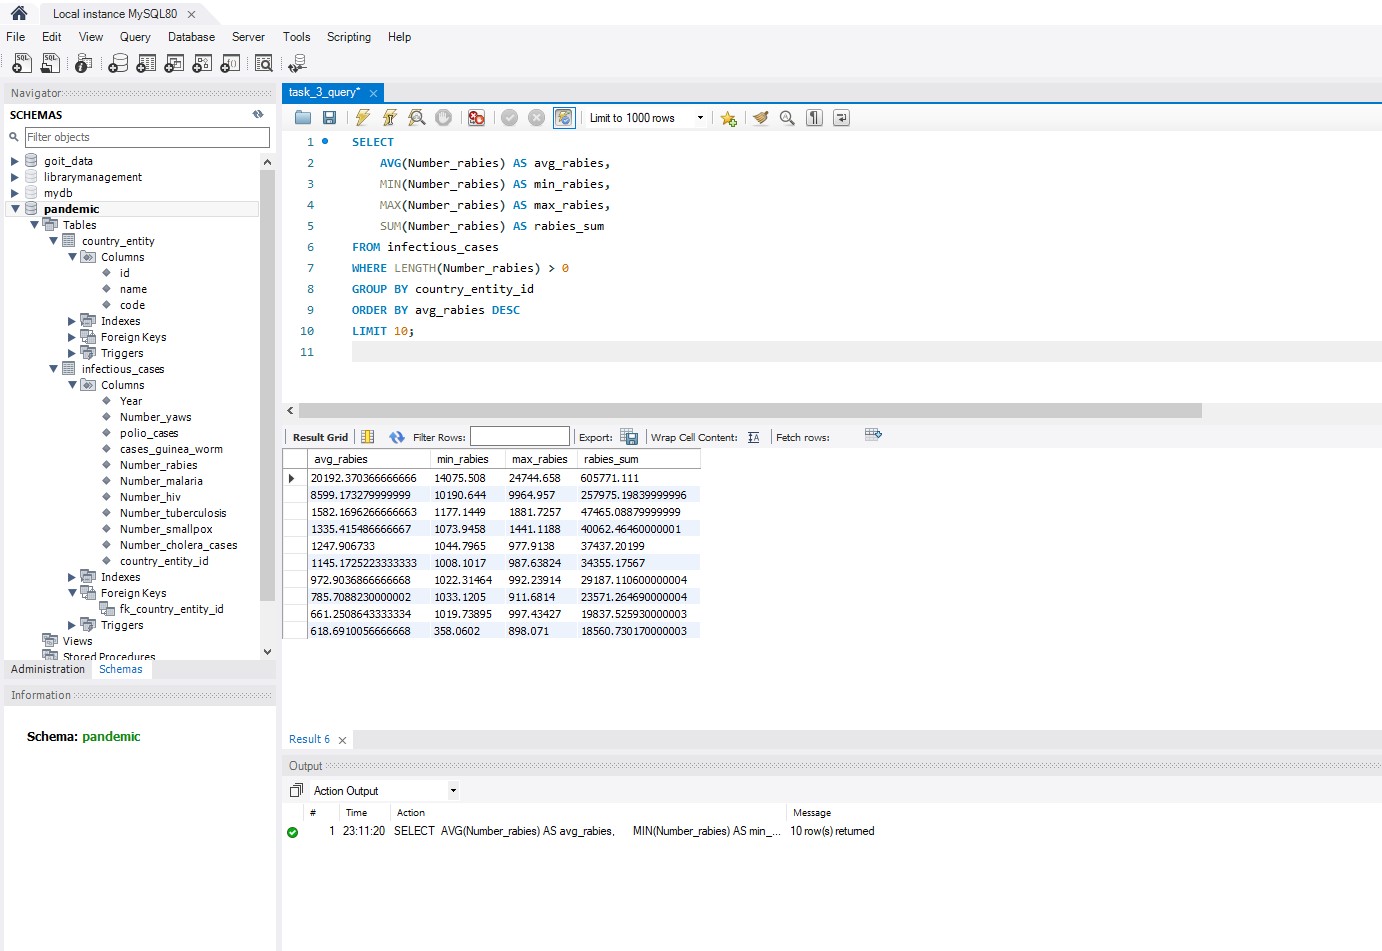 Local instance MySQL80
File Edit View Query Database Server Tools Scripting Help
Navigator
SCHEMAS
Filter objects
goit_data
librarymanagement
mydb
pandemic
Tables
country_entity
Columns
id
name
code
Indexes
Foreign Keys
Triggers
infectious_cases
Columns
Year
Number_yaws
polio_cases
cases_guinea_worm
Number_rabies
Number_malaria
Number_hiv
Number_tuberculosis
Number_smallpox
Number_cholera_cases
country_entity_id
Indexes
Foreign Keys
fk_country_entity_id
Triggers
Views
Stored Procedures
Administration Schemas
Information
Schema: pandemic
task_3_query*
Limit to 1000 rows
1 SELECT
2 AVG(Number_rabies) AS avg_rabies,
3 MIN(Number_rabies) AS min_rabies,
4 MAX(Number_rabies) AS max_rabies,
5 SUM(Number_rabies) AS rabies_sum
6 FROM infectious_cases
7 WHERE LENGTH(Number_rabies) > 0
8 GROUP BY country_entity_id
9 ORDER BY avg_rabies DESC
10 LIMIT 10;
11
Result Grid Filter Rows: Export: Wrap Cell Content: Fetch rows:
avg_rabies min_rabies max_rabies rabies_sum
20192.370366666666 14075.508 24744.658 605771.111
8599.173279999999 10190.644 9964.957 257975.19839999996
1582.1696266666663 1177.1449 1881.7257 47465.08879999999
1335.415486666667 1073.9458 1441.1188 40062.46460000001
1247.906733 1044.7965 977.9138 37437.20199
1145.1725223333333 1008.1017 987.63824 34355.17567
972.9036866666668 1022.31464 992.23914 29187.110600000004
785.7088230000002 1033.1205 911.6814 23571.264690000004
661.2508643333334 1019.73895 997.43427 19837.525930000003
618.6910056666668 358.0602 898.071 18560.730170000003
Result 6
Output
Action Output
# Time Action Message
1 23:11:20 SELECT AVG(Number_rabies) AS avg_rabies, MIN(Number_rabies) AS min_... 10 row(s) returned